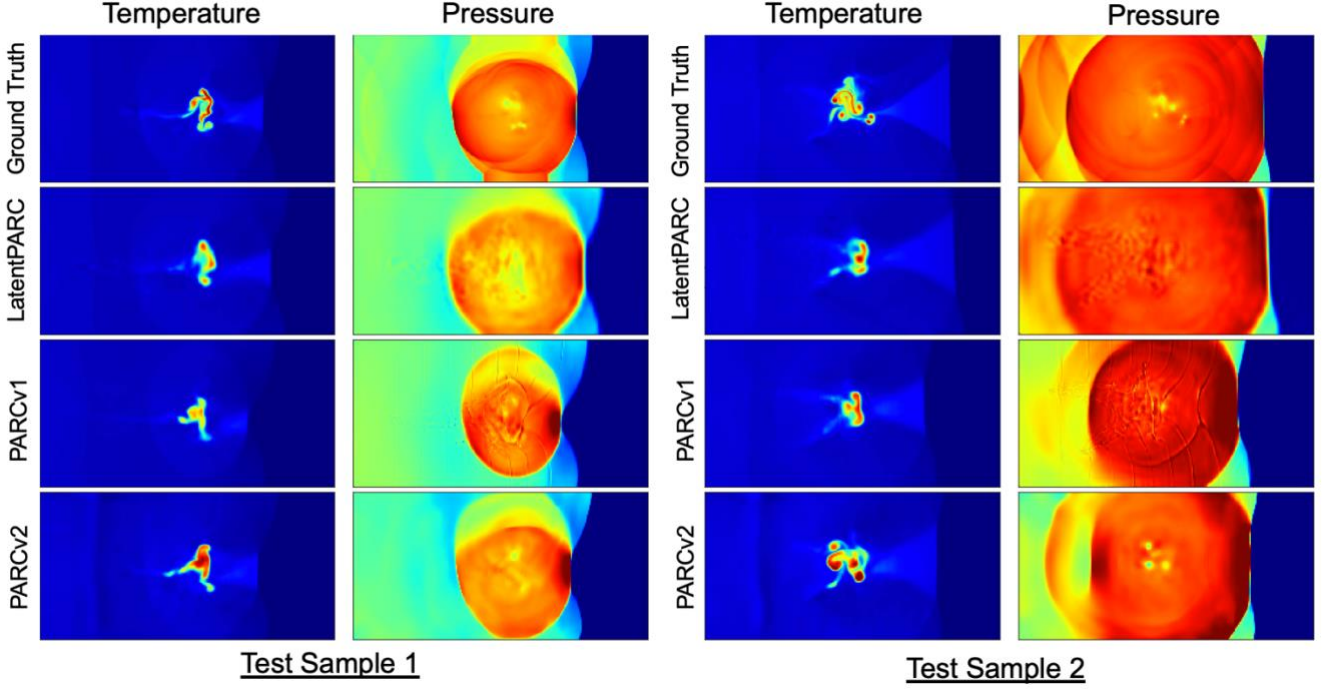 Temperature Pressure Temperature Pressure
Ground Truth Ground Truth
LatentPARC LatentPARC
PARCv1 PARCv1
PARCv2 PARCv2
Test Sample 1 Test Sample 2